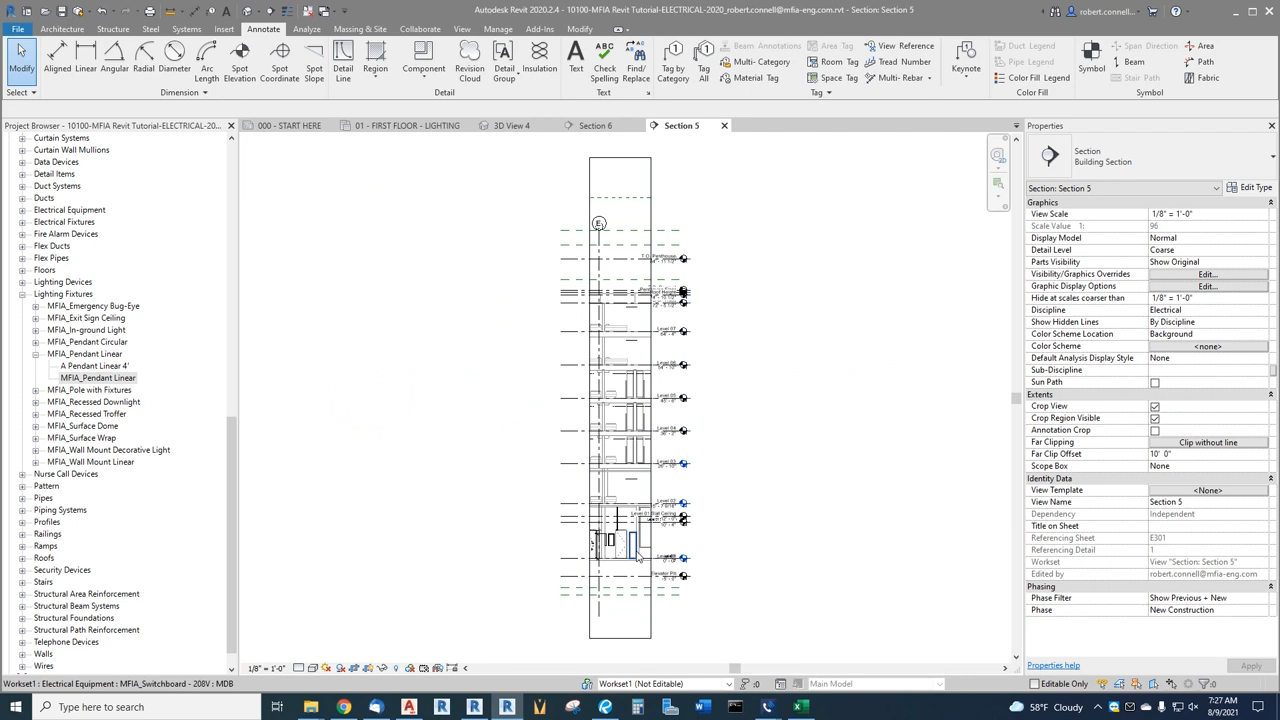 Autodesk Revit 2020.2.4 - 10100-MFIA Revit Tutorial-ELECTRICAL-2020_robert.connell@mfia-eng.com.rvt - Section: Section 5
robert.connell...
File Architecture Structure Steel Systems Insert Annotate Analyze Massing & Site Collaborate View Manage Add-Ins Modify
Modify Aligned Linear Angular Radial Diameter Arc Length Spot Elevation Spot Coordinate Spot Slope Detail Line Region Component Revision Cloud Detail Group Insulation Text Check Spelling Find/ Replace Tag by Category Tag All Beam Annotations Area Tag View Reference Keynote Duct Legend Symbol Span Direction Area
Multi- Category Room Tag Tread Number Pipe Legend Beam Path
Material Tag Space Tag Multi- Rebar Color Fill Legend Stair Path Fabric
Select Dimension Detail Text Tag Color Fill Symbol
Project Browser - 10100-MFIA Revit Tutorial-ELECTRICAL-20...
000 - START HERE
01 - FIRST FLOOR - LIGHTING
3D View 4
Section 6
Section 5
Properties
Curtain Systems
Curtain Wall Mullions
Data Devices
Detail Items
Duct Systems
Ducts
Electrical Equipment
Electrical Fixtures
Fire Alarm Devices
Flex Ducts
Flex Pipes
Floors
Lighting Devices
Lighting Fixtures
MFIA_Emergency Bug-Eye
MFIA_Exit Sign Ceiling
MFIA_In-ground Light
MFIA_Pendant Circular
MFIA_Pendant Linear
A Pendant Linear 4'
MFIA_Pendant Linear
MFIA_Pole with Fixtures
MFIA_Recessed Downlight
MFIA_Recessed Troffer
MFIA_Surface Dome
MFIA_Surface Wrap
MFIA_Wall Mount Decorative Light
MFIA_Wall Mount Linear
Nurse Call Devices
Pattern
Pipes
Piping Systems
Profiles
Railings
Ramps
Roofs
Security Devices
Stairs
Structural Area Reinforcement
Structural Beam Systems
Structural Foundations
Structural Path Reinforcement
Telephone Devices
Walls
Wires
T.O. Penthouse
Level 07
Level 06
Level 05
Level 04
Level 03
Level 02
Elevator Pit
Section
Building Section
Section: Section 5
Edit Type
Graphics
View Scale 1/8" = 1'-0"
Scale Value 1: 96
Display Model Normal
Detail Level Coarse
Parts Visibility Show Original
Visibility/Graphics Overrides Edit...
Graphic Display Options Edit...
Hide at scales coarser than 1/8" = 1'-0"
Discipline Electrical
Show Hidden Lines By Discipline
Color Scheme Location Background
Color Scheme <none>
Default Analysis Display Style None
Sub-Discipline
Sun Path
Extents
Crop View
Crop Region Visible
Annotation Crop
Far Clipping Clip without line
Far Clip Offset 10' 0"
Scope Box None
Identity Data
View Template <None>
View Name Section 5
Dependency Independent
Title on Sheet
Referencing Sheet E301
Referencing Detail 1
Workset View "Section: Section 5"
Edited by robert.connell@mfia-eng.com
Phasing
Phase Filter Show Previous + New
Phase New Construction
Properties help
Apply
1/8" = 1'-0"
Workset1 : Electrical Equipment : MFIA_Switchboard - 208V : MDB
Workset1 (Not Editable)
:0
Main Model
Editable Only
:0
Type here to search
58°F Cloudy
7:27 AM
8/9/2021